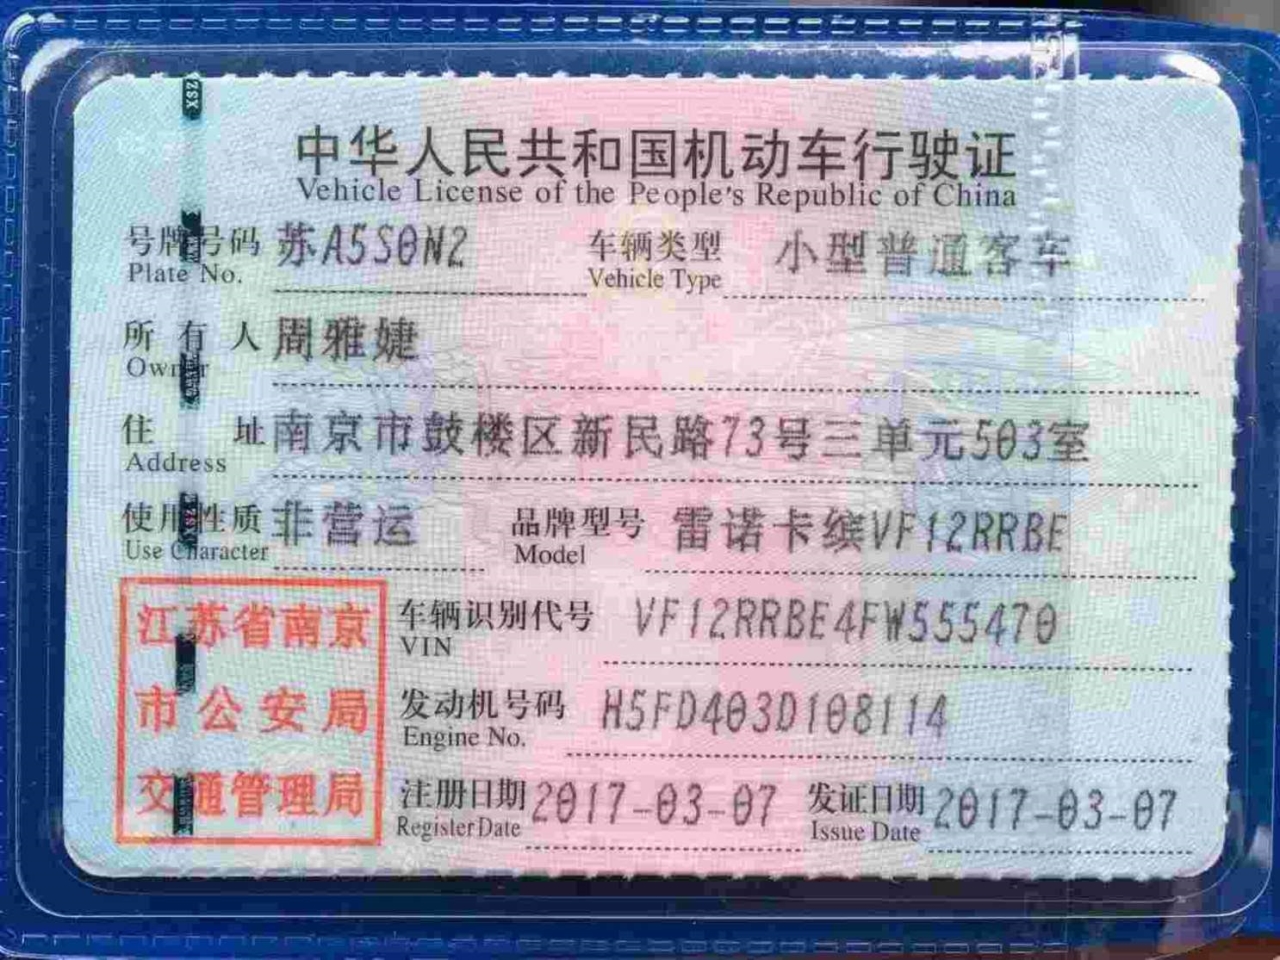 中华人民共和国机动车行驶证
Vehicle License of the People's Republic of China
号牌号码 苏A5S0N2 车辆类型 小型普通客车
Plate No. Vehicle Type
所有人 周雅婕
Owner
住址 南京市鼓楼区新民路73号三单元503室
Address
使用性质 非营运 品牌型号 雷诺卡缤VF12RRBE
Use Character Model
江苏省南京
市公安局
交通管理局
车辆识别代号 VF12RRBE4FW555470
VIN
发动机号码 H5FD403D108114
Engine No.
注册日期 2017-03-07 发证日期 2017-03-07
Register Date Issue Date